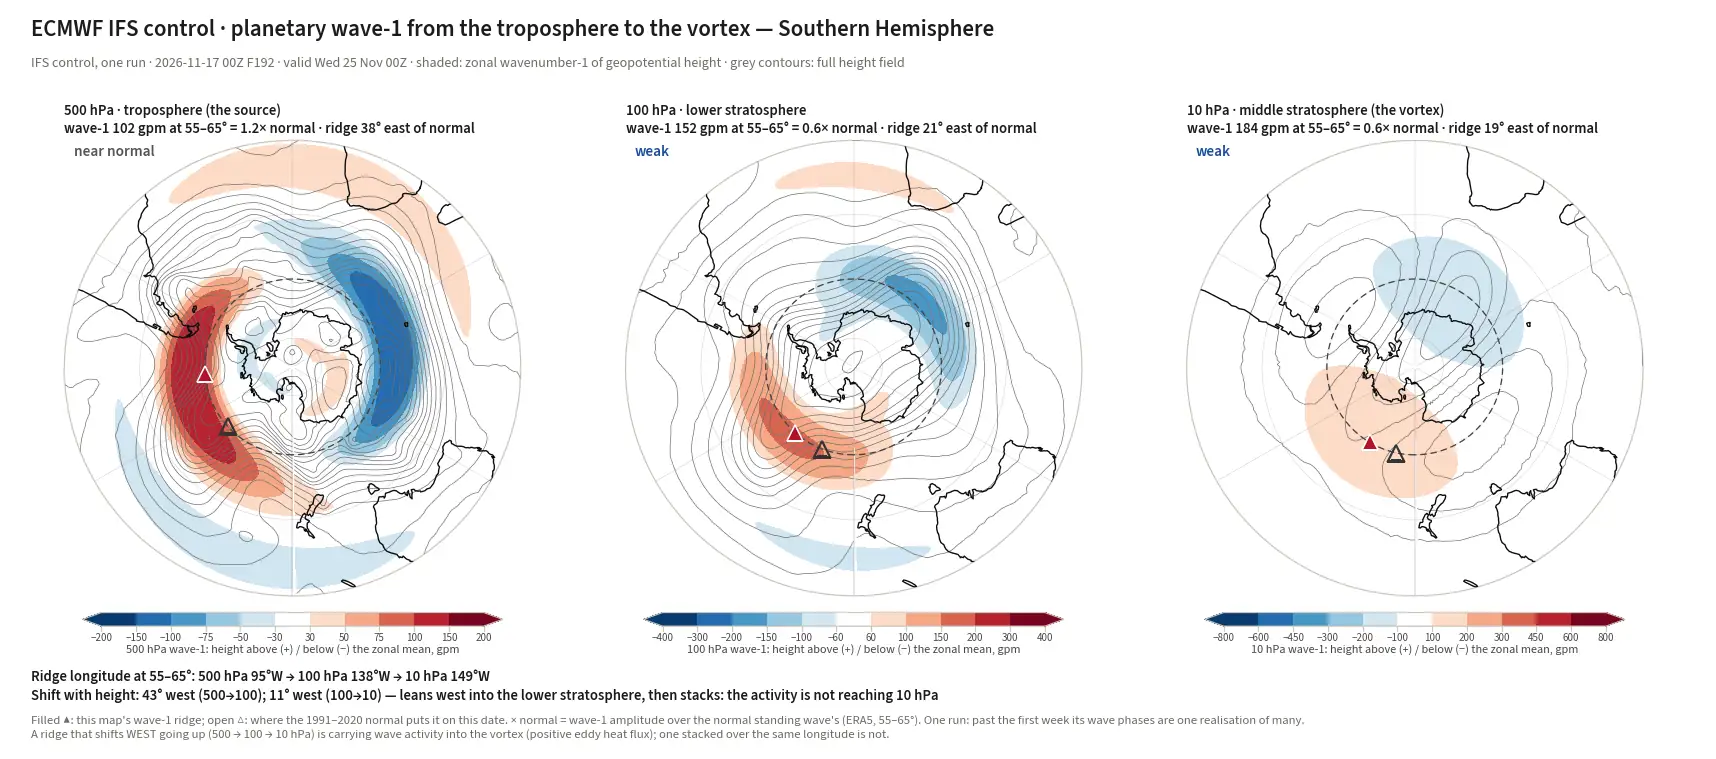 ECMWF IFS control · planetary wave-1 from the troposphere to the vortex — Southern Hemisphere
IFS control, one run · 2026-11-17 00Z F192 · valid Wed 25 Nov 00Z · shaded: zonal wavenumber-1 of geopotential height · grey contours: full height field
500 hPa · troposphere (the source)
wave-1 102 gpm at 55–65° = 1.2× normal · ridge 38° east of normal
near normal
100 hPa · lower stratosphere
wave-1 152 gpm at 55–65° = 0.6× normal · ridge 21° east of normal
weak
10 hPa · middle stratosphere (the vortex)
wave-1 184 gpm at 55–65° = 0.6× normal · ridge 19° east of normal
weak
−200 −150 −100 −75 −50 −30 30 50 75 100 150 200
500 hPa wave-1: height above (+) / below (−) the zonal mean, gpm
−400 −300 −200 −150 −100 −60 60 100 150 200 300 400
100 hPa wave-1: height above (+) / below (−) the zonal mean, gpm
−800 −600 −450 −300 −200 −100 100 200 300 450 600 800
10 hPa wave-1: height above (+) / below (−) the zonal mean, gpm
Ridge longitude at 55–65°: 500 hPa 95°W → 100 hPa 138°W → 10 hPa 149°W
Shift with height: 43° west (500→100); 11° west (100→10) — leans west into the lower stratosphere, then stacks: the activity is not reaching 10 hPa
Filled ▲: this map's wave-1 ridge; open △: where the 1991–2020 normal puts it on this date. × normal = wave-1 amplitude over the normal standing wave's (ERA5, 55–65°). One run: past the first week its wave phases are one realisation of many.
A ridge that shifts WEST going up (500 → 100 → 10 hPa) is carrying wave activity into the vortex (positive eddy heat flux); one stacked over the same longitude is not.